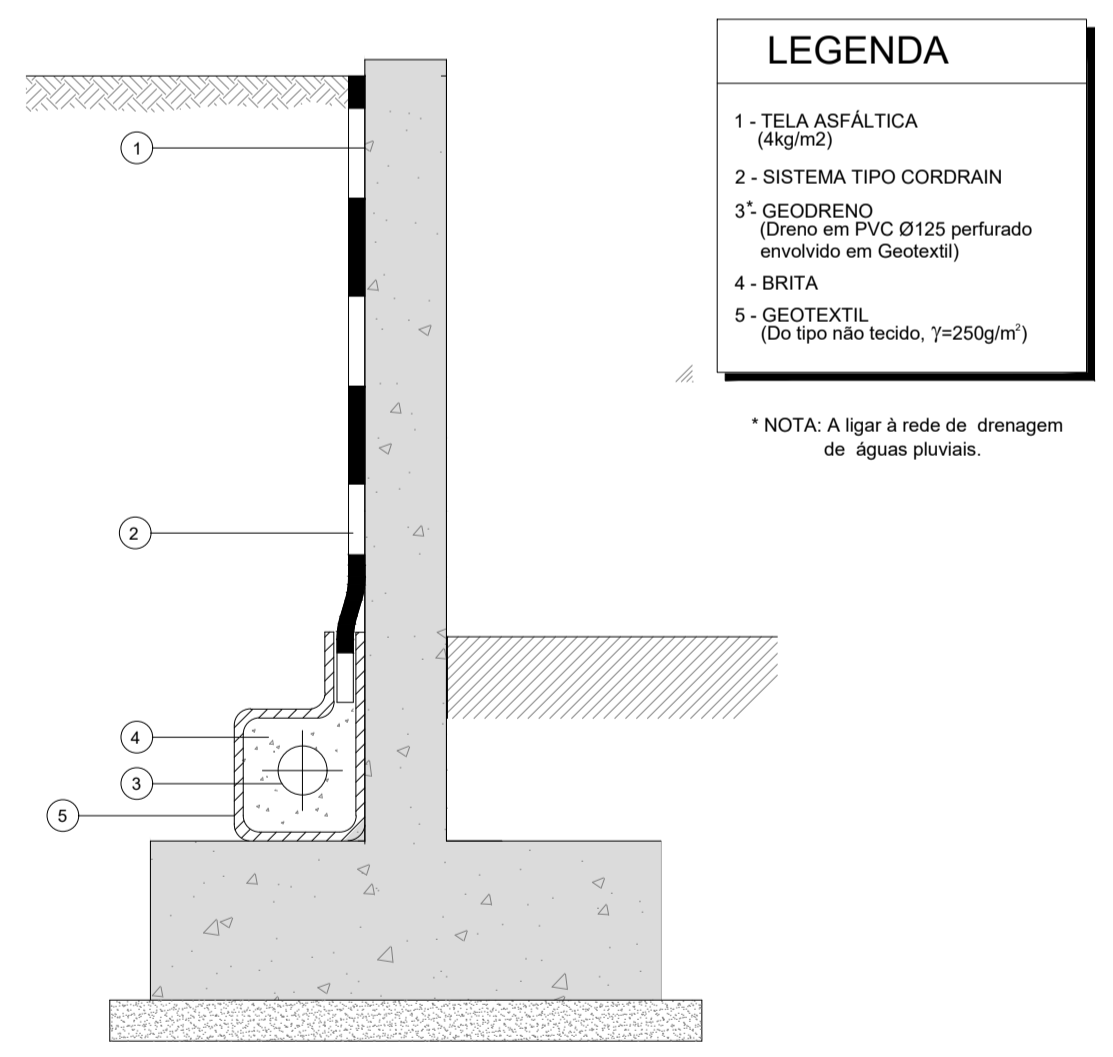 LEGENDA
1 - TELA ASFÁLTICA
(4kg/m2)
2 - SISTEMA TIPO CORDRAIN
3*- GEODRENO
(Dreno em PVC Ø125 perfurado
envolvido em Geotextil)
4 - BRITA
5 - GEOTEXTIL
(Do tipo não tecido, γ=250g/m²)
* NOTA: A ligar à rede de drenagem
de águas pluviais.
1
2
4
3
5